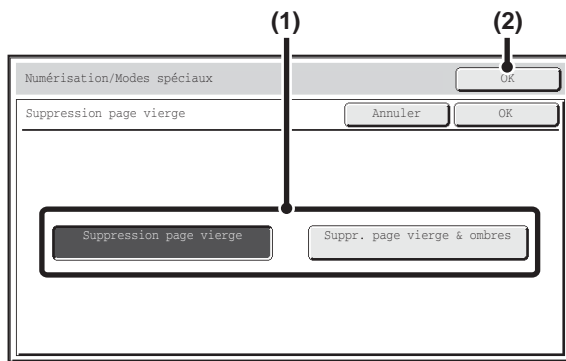 (1) (2)
Numérisation/Modes spéciaux OK
Suppression page vierge Annuler OK
Suppression page vierge Suppr. page vierge & ombres